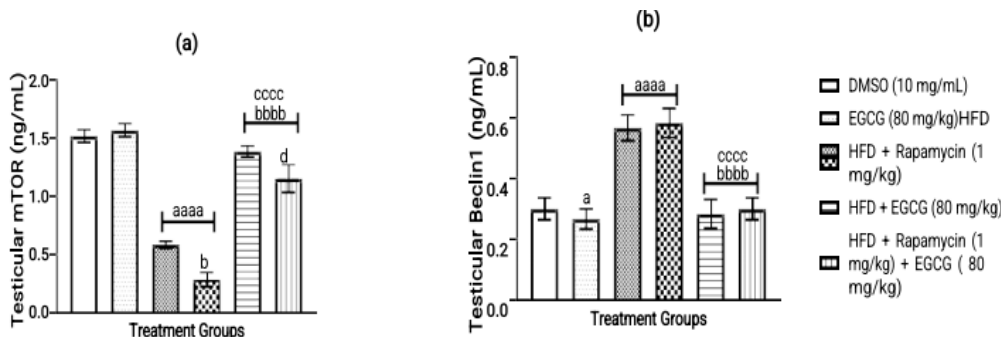 (a)
Testicular mTOR (ng/mL)
2.0
1.5
1.0
0.5
0.0
aaaa
b
cccc
bbbb
d
Treatment Groups
(b)
Testicular Beclin1 (ng/mL)
0.8
0.6
0.4
0.2
0.0
a
aaaa
cccc
bbbb
Treatment Groups
DMSO (10 mg/mL)
EGCG (80 mg/kg)HFD
HFD + Rapamycin (1
mg/kg)
HFD + EGCG (80 mg/kg)
HFD + Rapamycin (1
mg/kg) + EGCG ( 80
mg/kg)